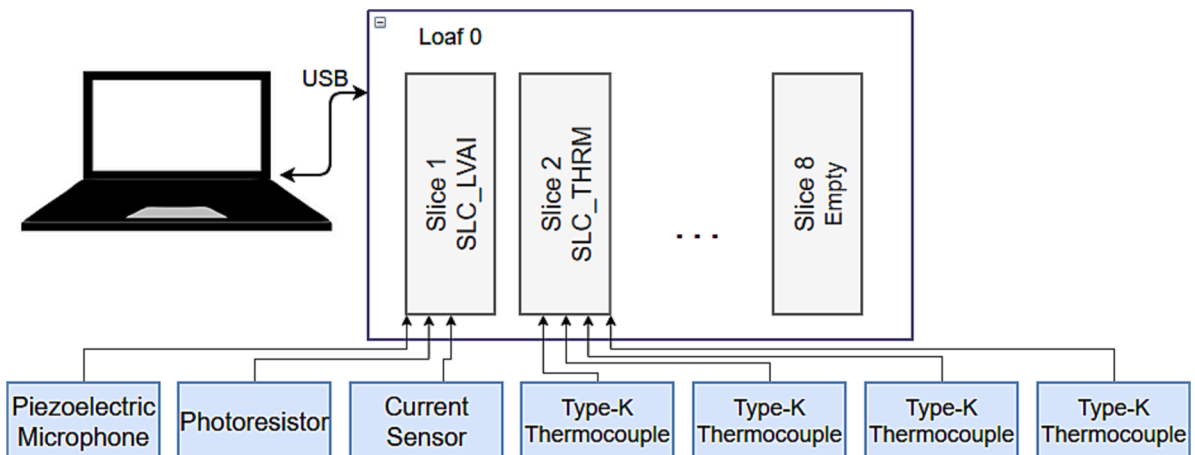 Loaf 0
USB
Slice 1
SLC_LVAI
Slice 2
SLC_THRM
. . .
Slice 8
Empty
Piezoelectric
Microphone
Photoresistor
Current
Sensor
Type-K
Thermocouple
Type-K
Thermocouple
Type-K
Thermocouple
Type-K
Thermocouple